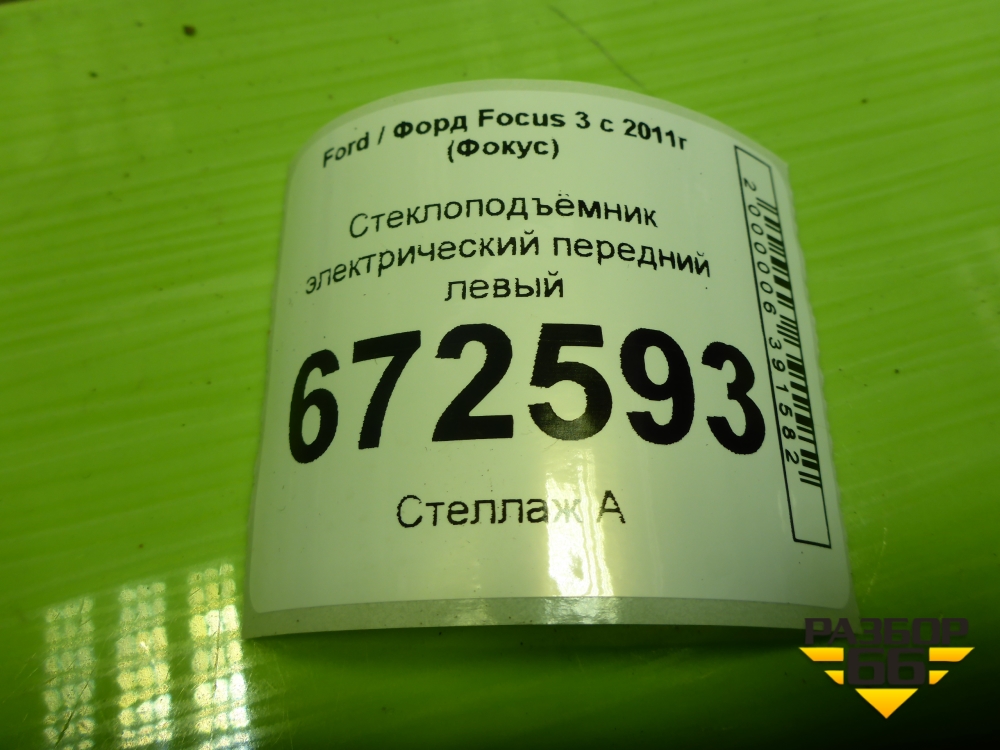 Ford / Форд Focus 3 с 2011г
(Фокус)
Стеклоподъёмник
электрический передний
левый
672593
Стеллаж А
2000006391582
РАЗБОР
66